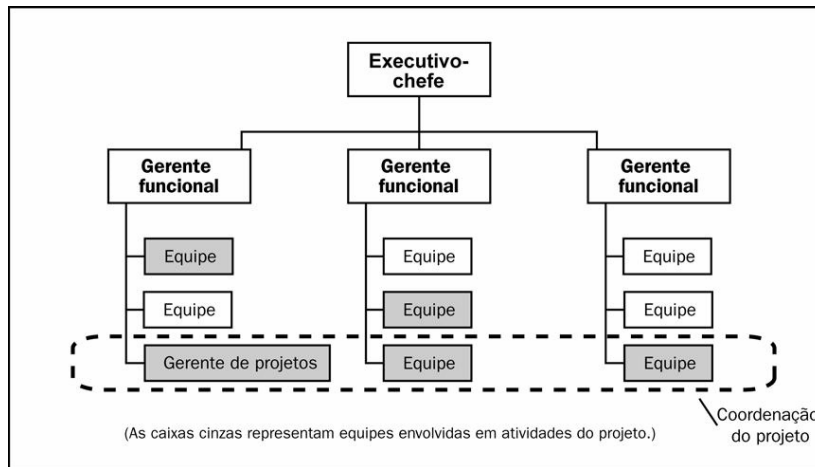 Executivo-
chefe
Gerente
funcional
Gerente
funcional
Gerente
funcional
Equipe
Equipe
Equipe
Equipe
Equipe
Equipe
Gerente de projetos
Equipe
Equipe
Coordenação
do projeto
(As caixas cinzas representam equipes envolvidas em atividades do projeto.)